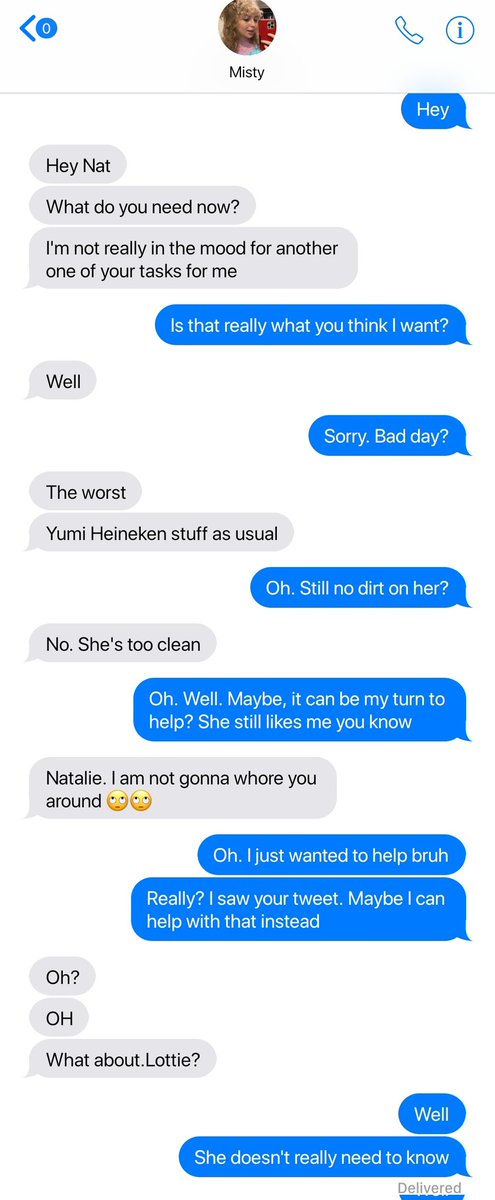 0
Misty
Hey
Hey Nat
What do you need now?
I'm not really in the mood for another
one of your tasks for me
Is that really what you think I want?
Well
Sorry. Bad day?
The worst
Yumi Heineken stuff as usual
Oh. Still no dirt on her?
No. She's too clean
Oh. Well. Maybe, it can be my turn to
help? She still likes me you know
Natalie. I am not gonna whore you
around 🙄🙄
Oh. I just wanted to help bruh
Really? I saw your tweet. Maybe I can
help with that instead
Oh?
OH
What about.Lottie?
Well
She doesn't really need to know
Delivered